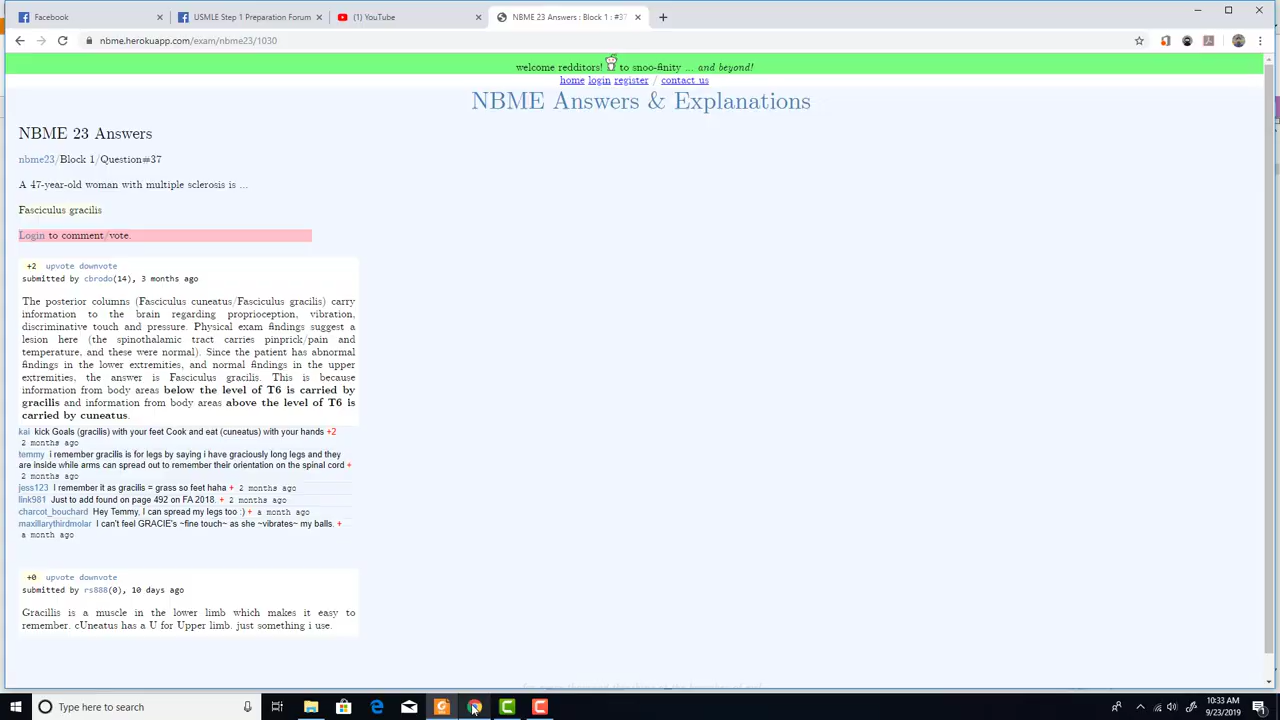 Facebook
USMLE Step 1 Preparation Forum
(1) YouTube
NBME 23 Answers : Block 1 : #37
nbme.herokuapp.com/exam/nbme23/1030
welcome redditors! to snoo-finity ... and beyond!
home login register / contact us
NBME Answers & Explanations
NBME 23 Answers
nbme23/Block 1/Question#37
A 47-year-old woman with multiple sclerosis is ...
Fasciculus gracilis
Login to comment/vote.
+2 upvote downvote
submitted by cbrodo(14), 3 months ago
The posterior columns (Fasciculus cuneatus/Fasciculus gracilis) carry
information to the brain regarding proprioception, vibration,
discriminative touch and pressure. Physical exam findings suggest a
lesion here (the spinothalamic tract carries pinprick/pain and
temperature, and these were normal). Since the patient has abnormal
findings in the lower extremities, and normal findings in the upper
extremities, the answer is Fasciculus gracilis. This is because
information from body areas below the level of T6 is carried by
gracilis and information from body areas above the level of T6 is
carried by cuneatus.
kai kick Goals (gracilis) with your feet Cook and eat (cuneatus) with your hands +2
2 months ago
temmy i remember gracilis is for legs by saying i have graciously long legs and they
are inside while arms can spread out to remember their orientation on the spinal cord +
2 months ago
jess123 I remember it as gracilis = grass so feet haha + 2 months ago
link981 Just to add found on page 492 on FA 2018. + 2 months ago
charcot_bouchard Hey Temmy, I can spread my legs too :) + a month ago
maxillarythirdmolar I can't feel GRACIE's ~fine touch~ as she ~vibrates~ my balls. +
a month ago
+0 upvote downvote
submitted by rs888(0), 10 days ago
Gracillis is a muscle in the lower limb which makes it easy to
remember. cUneatus has a U for Upper limb, just something i use.
Type here to search
10:33 AM
9/23/2019